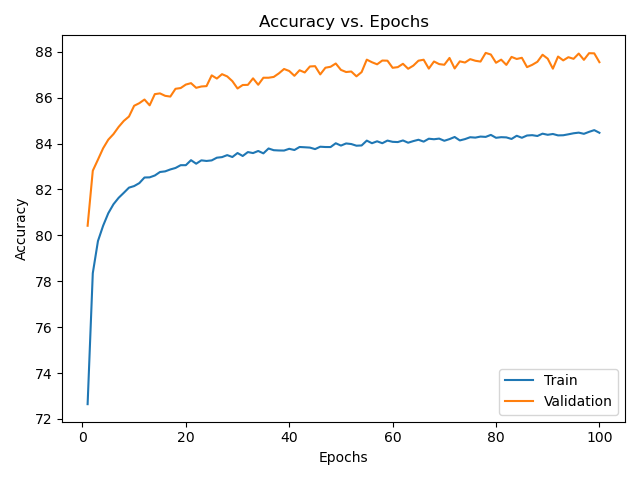 Accuracy vs. Epochs
88
86
84
82
80
78
76
74
72
Accuracy
0 20 40 60 80 100
Epochs
Train
Validation